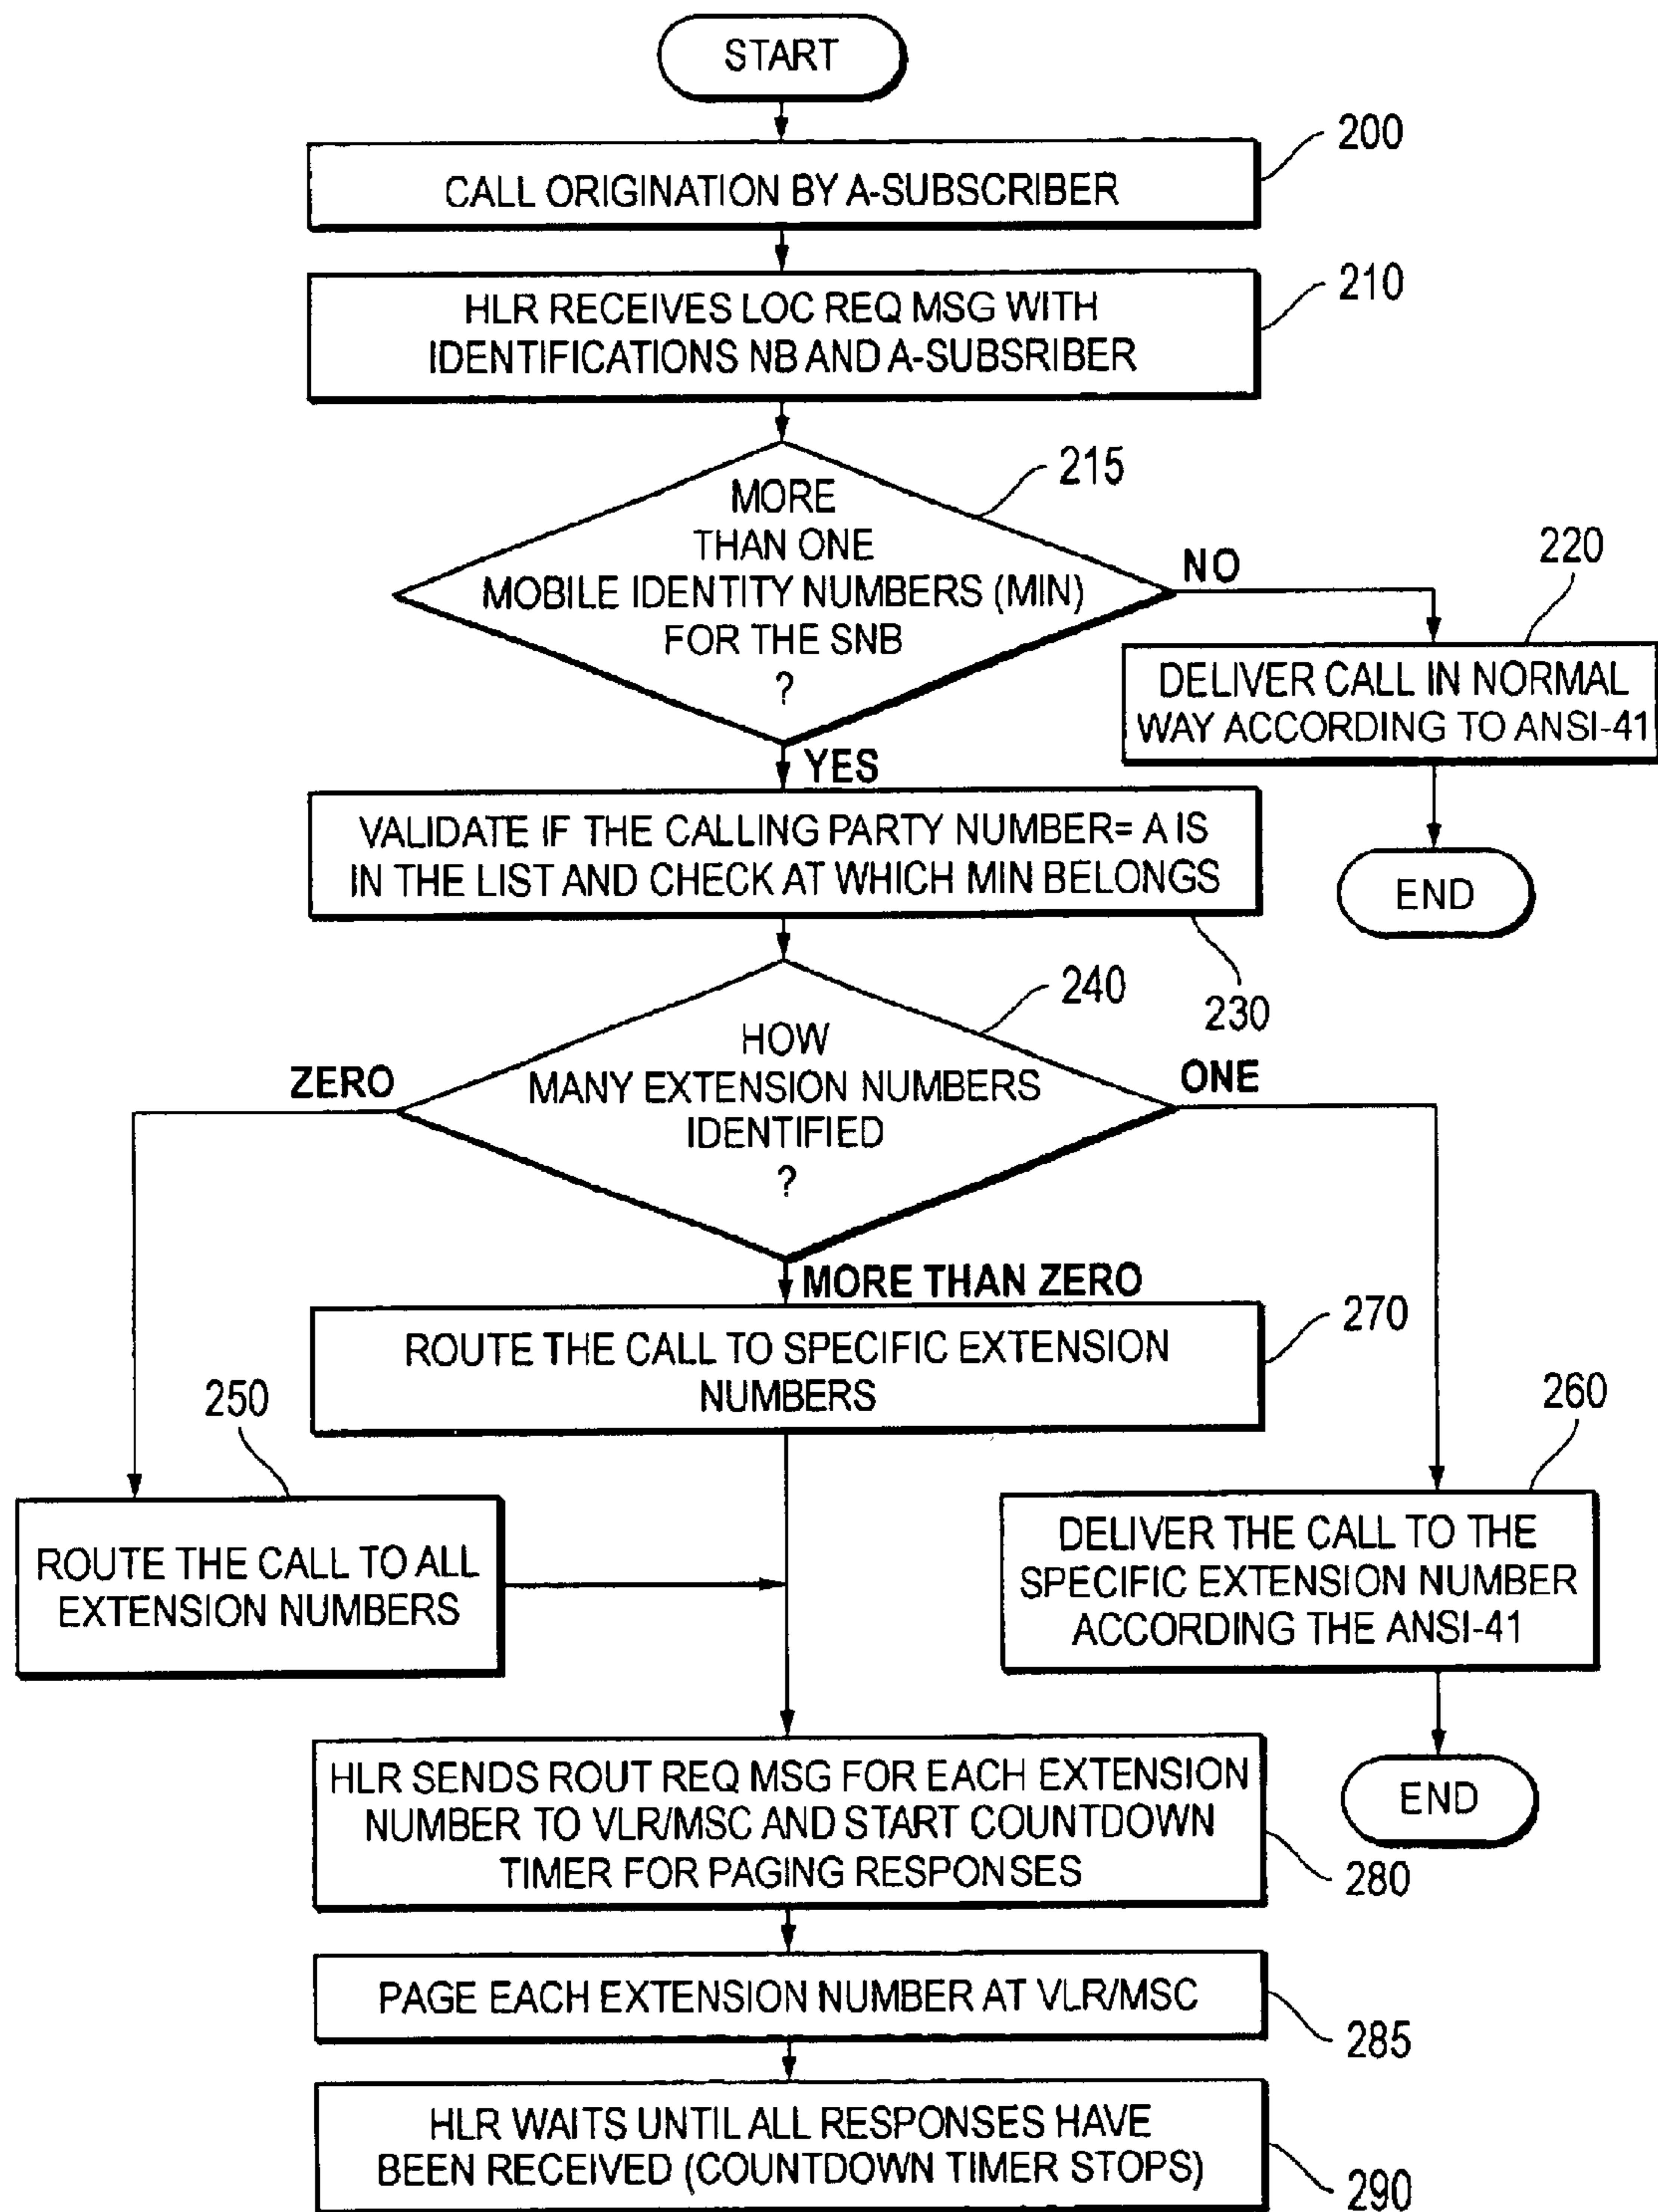 START
200
CALL ORIGINATION BY A-SUBSCRIBER
210
HLR RECEIVES LOC REQ MSG WITH
IDENTIFICATIONS NB AND A-SUBSRIBER
215
MORE
THAN ONE
MOBILE IDENTITY NUMBERS (MIN)
FOR THE SNB
?
NO
220
DELIVER CALL IN NORMAL
WAY ACCORDING TO ANSI-41
END
YES
VALIDATE IF THE CALLING PARTY NUMBER= A IS
IN THE LIST AND CHECK AT WHICH MIN BELONGS
230
240
HOW
MANY EXTENSION NUMBERS
IDENTIFIED
?
ZERO
ONE
MORE THAN ZERO
270
ROUTE THE CALL TO SPECIFIC EXTENSION
NUMBERS
250
ROUTE THE CALL TO ALL
EXTENSION NUMBERS
260
DELIVER THE CALL TO THE
SPECIFIC EXTENSION NUMBER
ACCORDING THE ANSI-41
END
HLR SENDS ROUT REQ MSG FOR EACH EXTENSION
NUMBER TO VLR/MSC AND START COUNTDOWN
TIMER FOR PAGING RESPONSES
280
PAGE EACH EXTENSION NUMBER AT VLR/MSC
285
HLR WAITS UNTIL ALL RESPONSES HAVE
BEEN RECEIVED (COUNTDOWN TIMER STOPS)
290